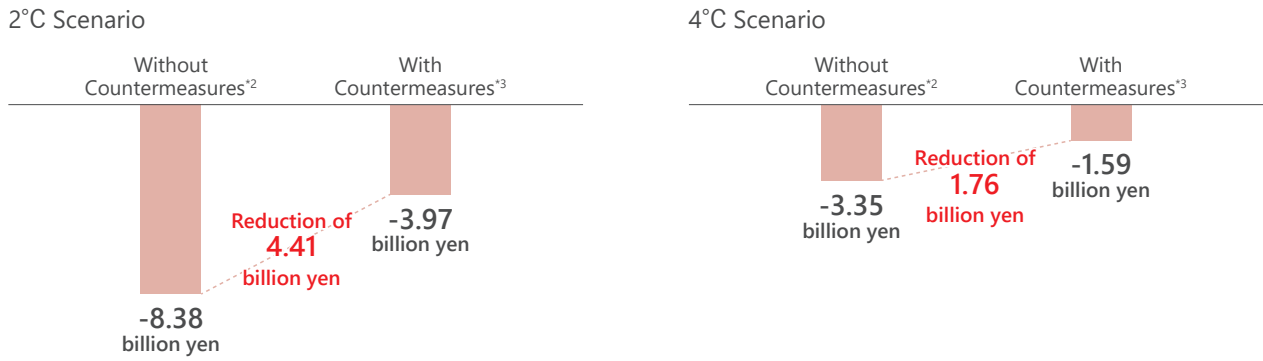 2°C Scenario
Without
Countermeasures*2
With
Countermeasures*3
-8.38
billion yen
Reduction of
4.41
billion yen
-3.97
billion yen
4°C Scenario
Without
Countermeasures*2
With
Countermeasures*3
-3.35
billion yen
Reduction of
1.76
billion yen
-1.59
billion yen